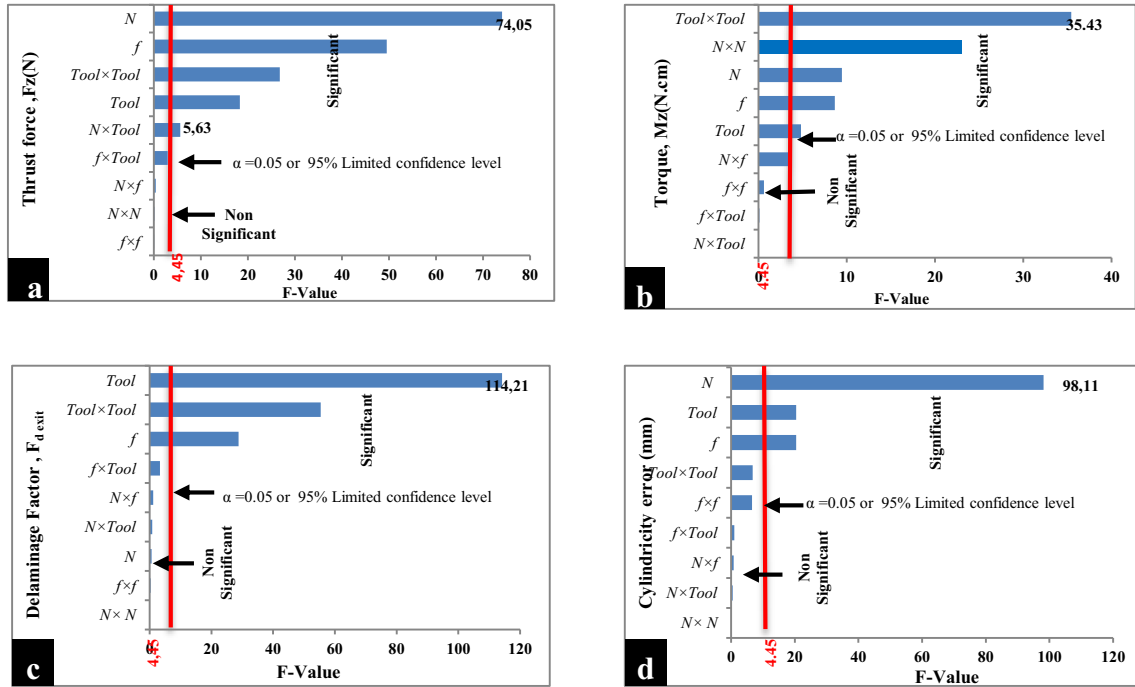 Thrust force ,Fz(N)
N
f
Tool×Tool
Tool
N×Tool
f×Tool
N×f
N×N
f×f
74,05
5,63
Significant
α =0.05 or 95% Limited confidence level
Non
Significant
0 10 20 30 40 50 60 70 80
4,45
F-Value
a
Torque, Mz(N.cm)
Tool×Tool
N×N
N
f
Tool
N×f
f×f
f×Tool
N×Tool
35.43
Significant
α =0.05 or 95% Limited confidence level
Non
Significant
0 10 20 30 40
4.45
F-Value
b
Delaminage Factor , F d exit
Tool
Tool×Tool
f
f×Tool
N×f
N×Tool
N
f×f
N× N
114,21
Significant
α =0.05 or 95% Limited confidence level
Non
Significant
0 20 40 60 80 100 120
4,45
F-Value
c
Cylindricity error (mm)
N
Tool
f
Tool×Tool
f×f
f×Tool
N×f
N×Tool
N× N
98,11
Significant
α =0.05 or 95% Limited confidence level
Non
Significant
0 20 40 60 80 100 120
4.45
F-Value
d